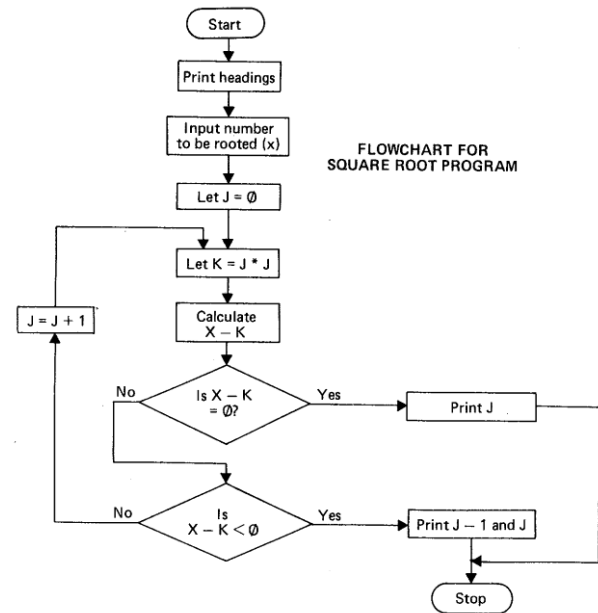 Start
Print headings
Input number
to be rooted (x)
FLOWCHART FOR
SQUARE ROOT PROGRAM
Let J = Ø
Let K = J * J
J = J + 1
Calculate
X – K
No
Is X – K
= Ø?
Yes
Print J
No
Is
X – K < Ø
Yes
Print J – 1 and J
Stop